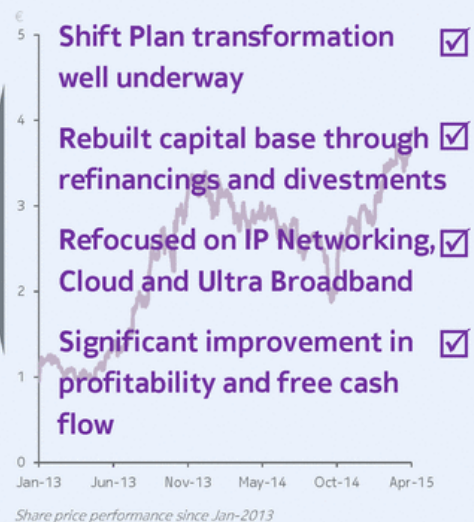 €
5
Shift Plan transformation
well underway
4
Rebuilt capital base through
refinancings and divestments
3
Refocused on IP Networking,
Cloud and Ultra Broadband
2
Significant improvement in
profitability and free cash
flow
1
0
Jan-13 Jun-13 Nov-13 May-14 Oct-14 Apr-15
Share price performance since Jan-2013